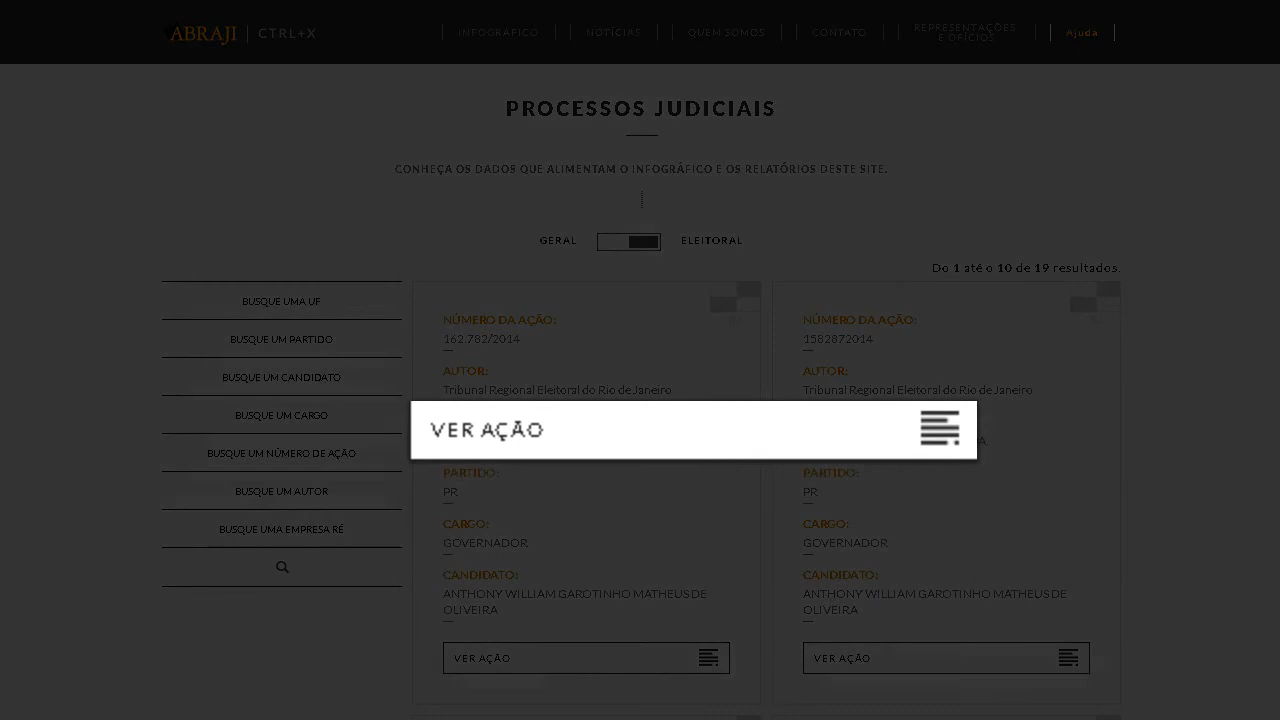 ABRAJI | CTRL+X
INFOGRÁFICO
NOTÍCIAS
QUEM SOMOS
CONTATO
REPRESENTAÇÕES
E OFÍCIOS
Ajuda
PROCESSOS JUDICIAIS
CONHEÇA OS DADOS QUE ALIMENTAM O INFOGRÁFICO E OS RELATÓRIOS DESTE SITE.
GERAL
ELEITORAL
Do 1 até o 10 de 19 resultados.
BUSQUE UMA UF
BUSQUE UM PARTIDO
BUSQUE UM CANDIDATO
BUSQUE UM CARGO
BUSQUE UM NÚMERO DE AÇÃO
BUSQUE UM AUTOR
BUSQUE UMA EMPRESA RÉ
NÚMERO DA AÇÃO:
162.782/2014
AUTOR:
Tribunal Regional Eleitoral do Rio de Janeiro
VER AÇÃO
PARTIDO:
PR
CARGO:
GOVERNADOR
CANDIDATO:
ANTHONY WILLIAM GAROTINHO MATHEUS DE
OLIVEIRA
VER AÇÃO
NÚMERO DA AÇÃO:
1582872014
AUTOR:
Tribunal Regional Eleitoral do Rio de Janeiro
PARTIDO:
PR
CARGO:
GOVERNADOR
CANDIDATO:
ANTHONY WILLIAM GAROTINHO MATHEUS DE
OLIVEIRA
VER AÇÃO